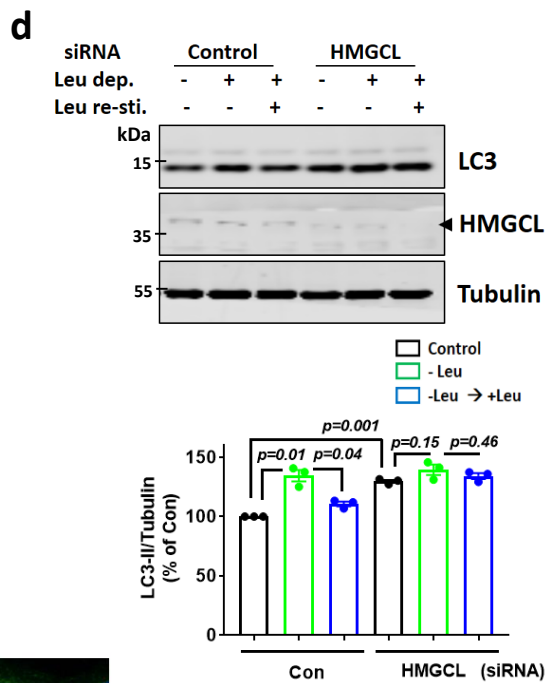 d
siRNA Control HMGCL
Leu dep. - + + - + +
Leu re-sti. - - + - - +
kDa
15 LC3
35 HMGCL
55 Tubulin
Control
- Leu
-Leu → +Leu
p=0.001
p=0.01 p=0.04 p=0.15 p=0.46
LC3-II/Tubulin
(% of Con)
150
100
50
0
Con HMGCL (siRNA)